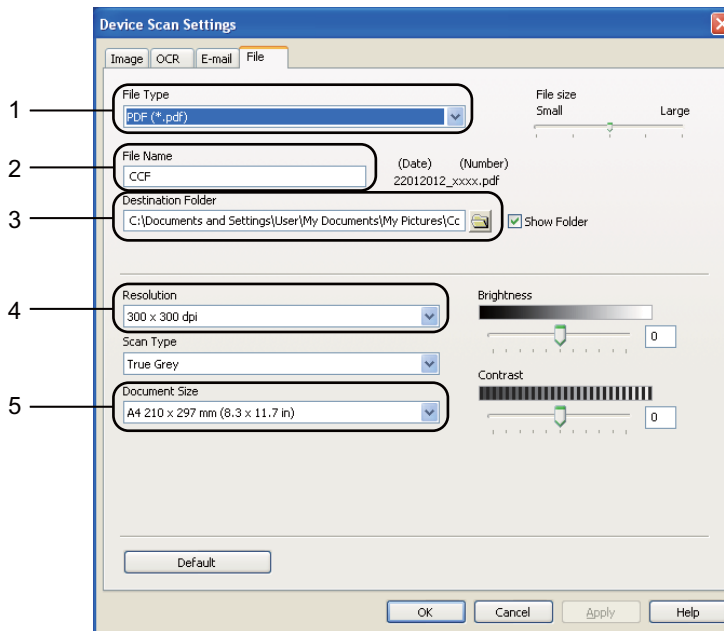 Device Scan Settings
Image OCR E-mail File
1
File Type
PDF (*.pdf)
File size
Small Large
2
File Name
CCF
(Date) (Number)
22012012_xxxx.pdf
3
Destination Folder
C:\Documents and Settings\User\My Documents\My Pictures\Cc
Show Folder
4
Resolution
300 x 300 dpi
Brightness
0
Scan Type
True Grey
Contrast
0
5
Document Size
A4 210 x 297 mm (8.3 x 11.7 in)
Default
OK Cancel Apply Help